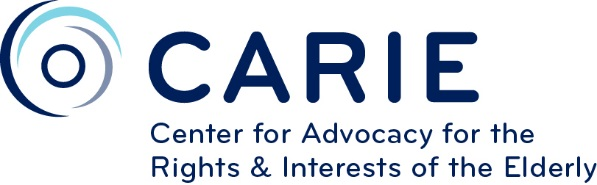 CARIE
Center for Advocacy for the
Rights & Interests of the Elderly